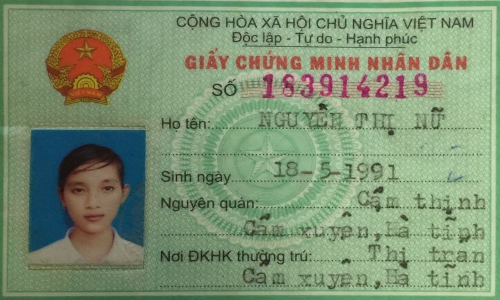 CỘNG HÒA XÃ HỘI CHỦ NGHĨA VIỆT NAM
Độc lập - Tự do - Hạnh phúc
GIẤY CHỨNG MINH NHÂN DÂN
SỐ 183914219
Họ tên: NGUYỄN THỊ NỮ
Sinh ngày 18-5-1991
Nguyên quán: Cẩm thịnh
Cẩm xuyên, Hà tĩnh
Nơi ĐKHK thường trú: Thị trấn
Cẩm xuyên, Hà tĩnh
VIỆT NAM